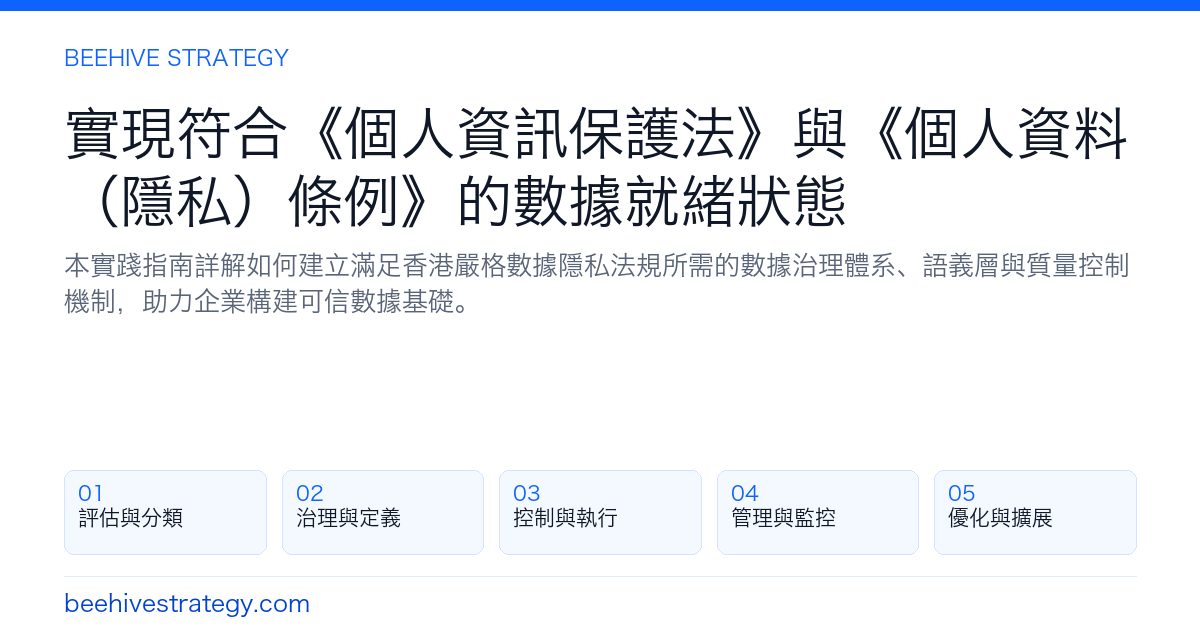 BEEHIVE STRATEGY
實現符合《個人資訊保護法》與《個人資料
（隱私）條例》的數據就緒狀態
本實踐指南詳解如何建立滿足香港嚴格數據隱私法規所需的數據治理體系、語義層與質量控制
機制，助力企業構建可信數據基礎。
01
評估與分類
02
治理與定義
03
控制與執行
04
管理與監控
05
優化與擴展
beehivestrategy.com